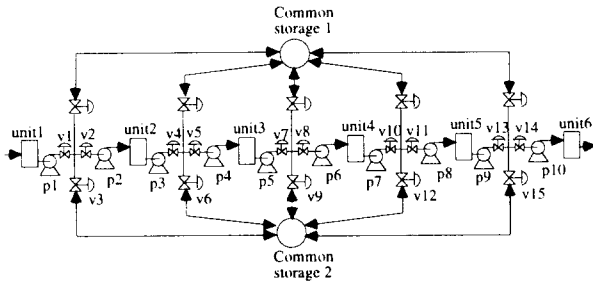 Common
storage 1
unit1
v1
v2
unit2
v4
v5
unit3
v7
v8
unit4
v10
v11
unit5
v13
v14
unit6
p1
p2
p3
p4
p5
p6
p7
p8
p9
p10
v3
v6
v9
v12
v15
Common
storage 2